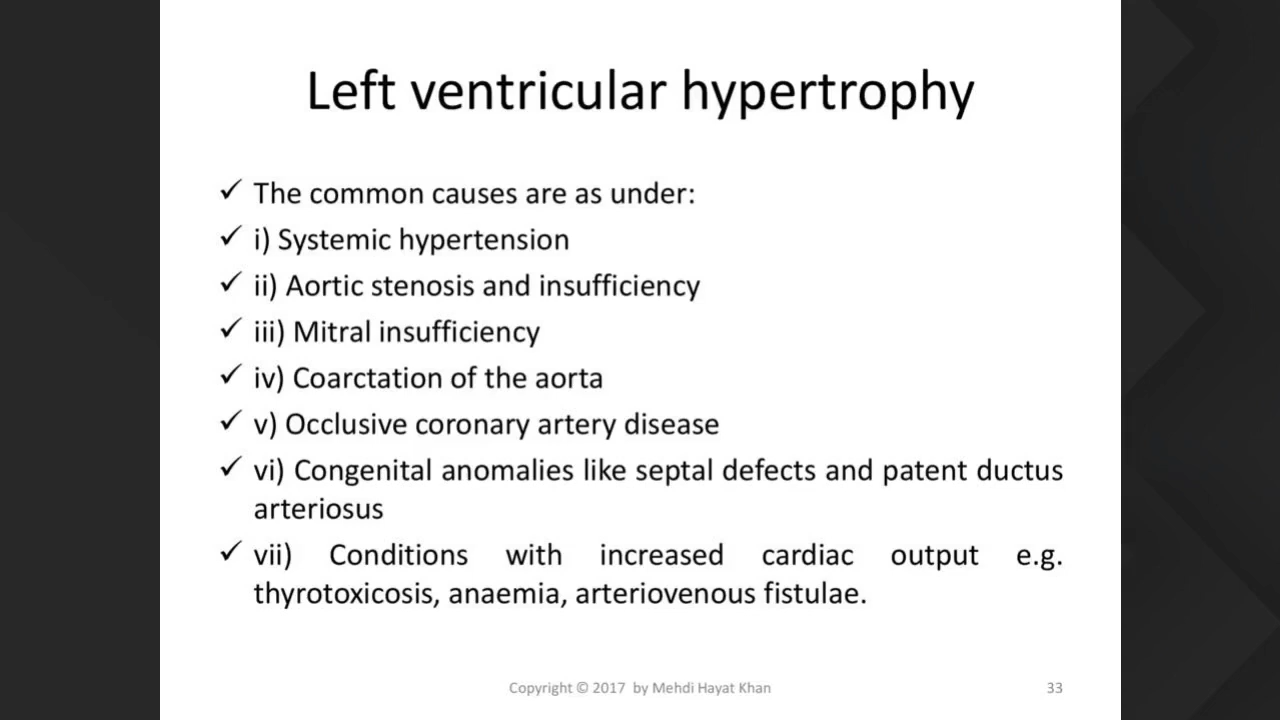 Left ventricular hypertrophy
✓ The common causes are as under:
✓ i) Systemic hypertension
✓ ii) Aortic stenosis and insufficiency
✓ iii) Mitral insufficiency
✓ iv) Coarctation of the aorta
✓ v) Occlusive coronary artery disease
✓ vi) Congenital anomalies like septal defects and patent ductus
arteriosus
✓ vii) Conditions with increased cardiac output e.g.
thyrotoxicosis, anaemia, arteriovenous fistulae.
Copyright © 2017 by Mehdi Hayat Khan
33